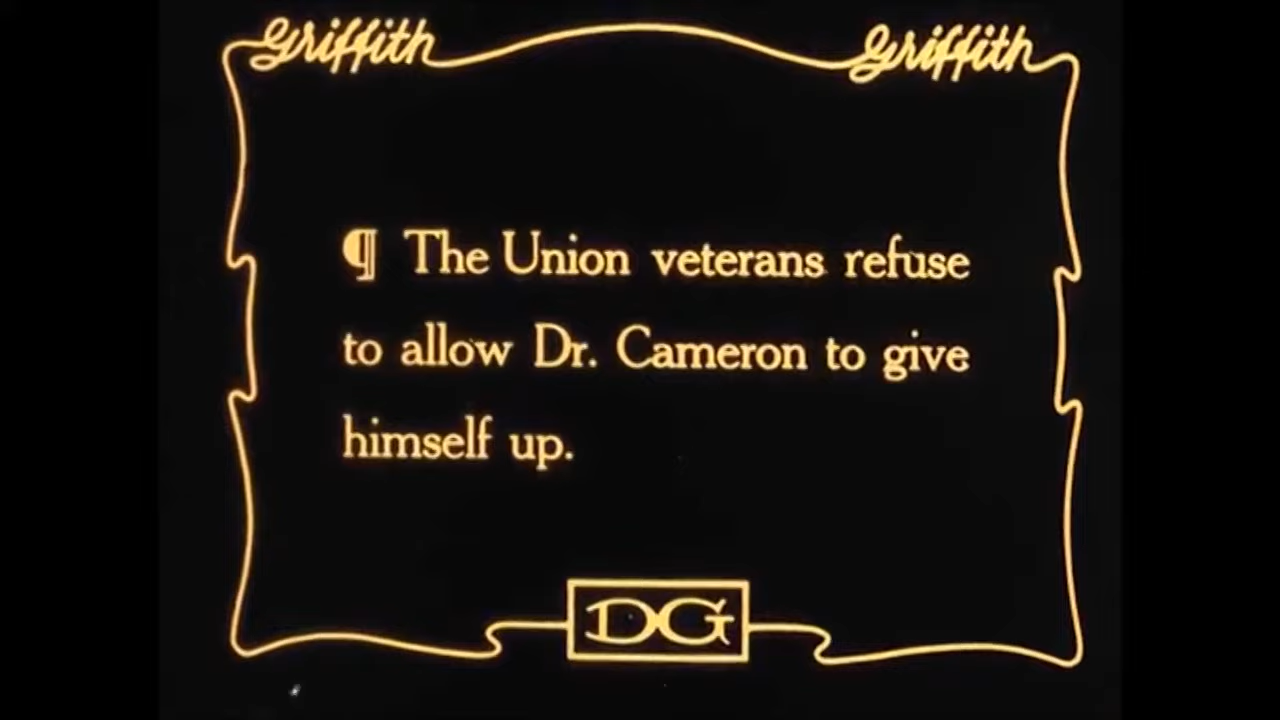 Griffith Griffith
¶ The Union veterans refuse
to allow Dr. Cameron to give
himself up.
DG